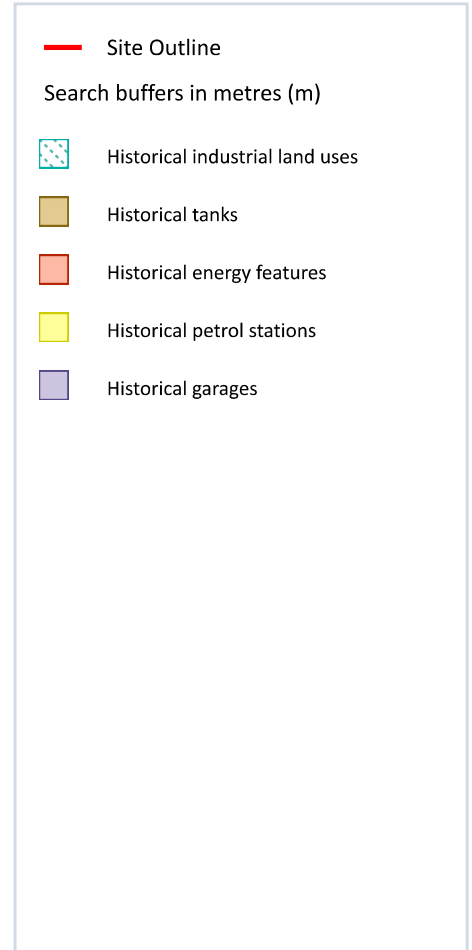 Site Outline
Search buffers in metres (m)
Historical industrial land uses
Historical tanks
Historical energy features
Historical petrol stations
Historical garages